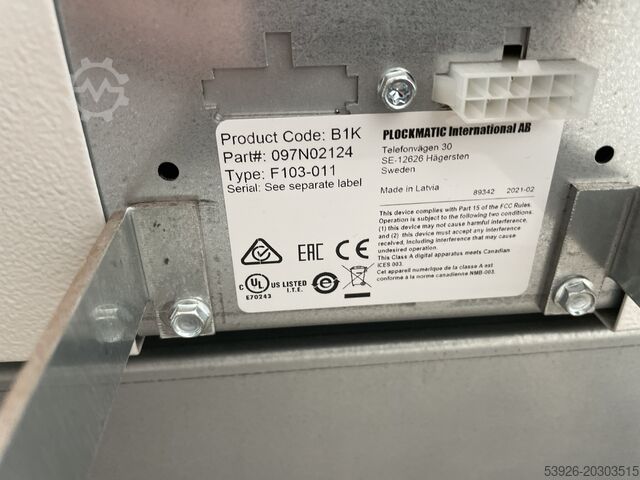 Product Code: B1K
Part#: 097N02124
Type: F103-011
Serial: See separate label
PLOCKMATIC International AB
Telefonvägen 30
SE-12626 Hägersten
Sweden
Made in Latvia
89342 2021-02
This device complies with Part 15 of the FCC Rules.
Operation is subject to the following two conditions.
(1) this device may not cause harmful interference,
and (2) this device must accept any interference
received, including interference that may cause
undesired operation.
This Class A digital apparatus meets Canadian
ICES 003.
Cet appareil numérique de la classe A est
conforme à la norme canadienne NMB-003.
EAC CE
C UL US LISTED
I.T.E.
E70243
53926-20303515